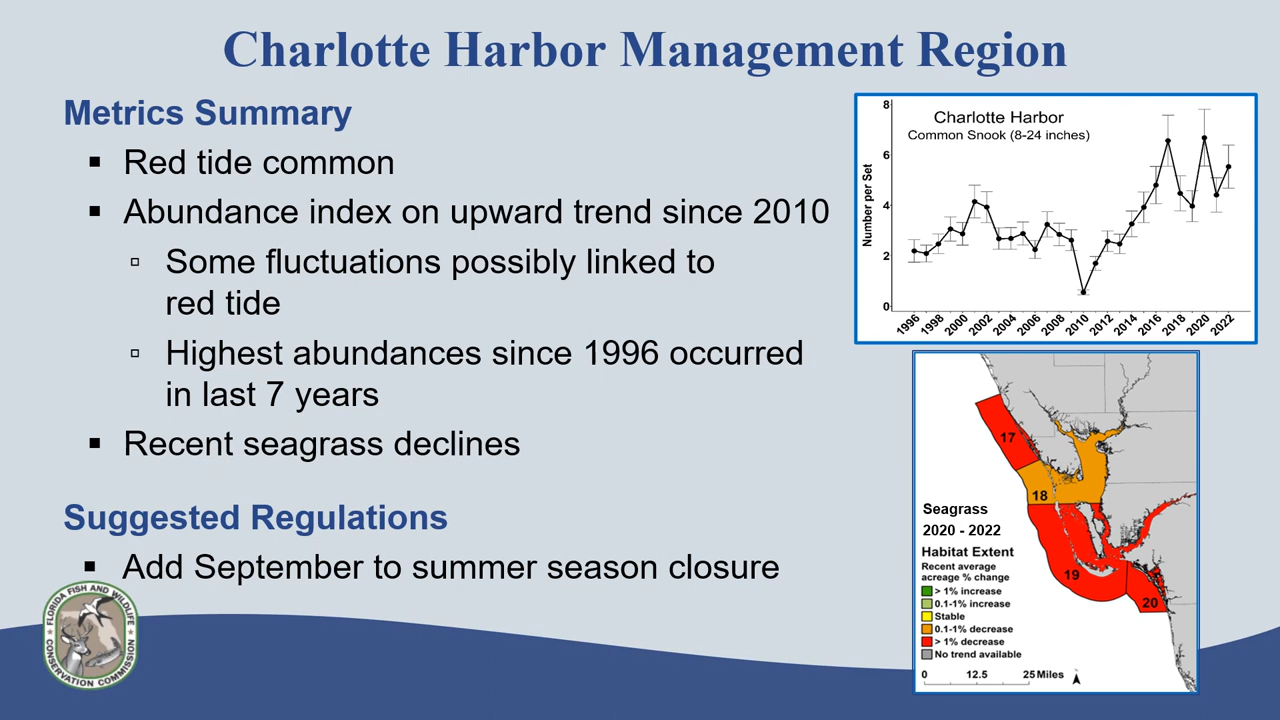 Charlotte Harbor Management Region
Metrics Summary
▪ Red tide common
▪ Abundance index on upward trend since 2010
▫ Some fluctuations possibly linked to
red tide
▫ Highest abundances since 1996 occurred
in last 7 years
▪ Recent seagrass declines
Suggested Regulations
▪ Add September to summer season closure
FLORIDA FISH AND WILDLIFE
CONSERVATION COMMISSION
Charlotte Harbor
Common Snook (8-24 inches)
Number per Set
8
6
4
2
0
1996 1998 2000 2002 2004 2006 2008 2010 2012 2014 2016 2018 2020 2022
17
18
19
20
Seagrass
2020 - 2022
Habitat Extent
Recent average
acreage % change
> 1% increase
0.1-1% increase
Stable
0.1-1% decrease
> 1% decrease
No trend available
0 12.5 25 Miles